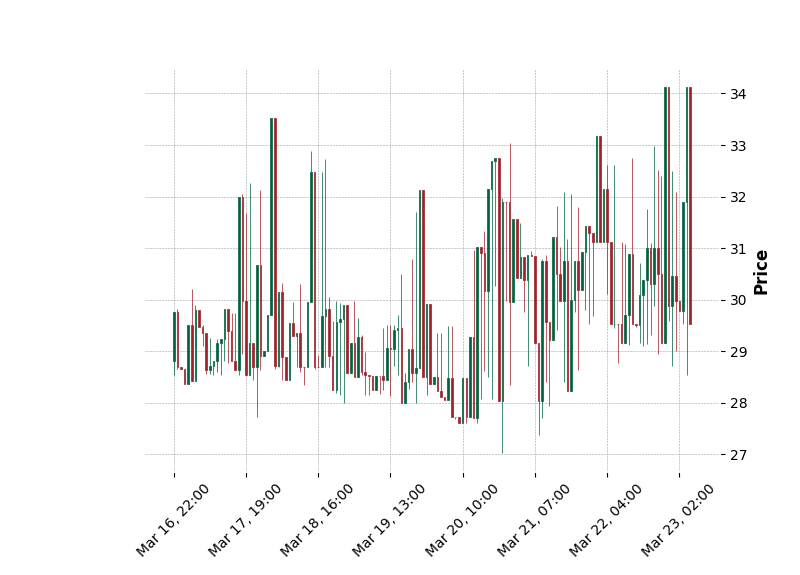 34
33
32
31
30
29
28
27
Price
Mar 16, 22:00
Mar 17, 19:00
Mar 18, 16:00
Mar 19, 13:00
Mar 20, 10:00
Mar 21, 07:00
Mar 22, 04:00
Mar 23, 02:00